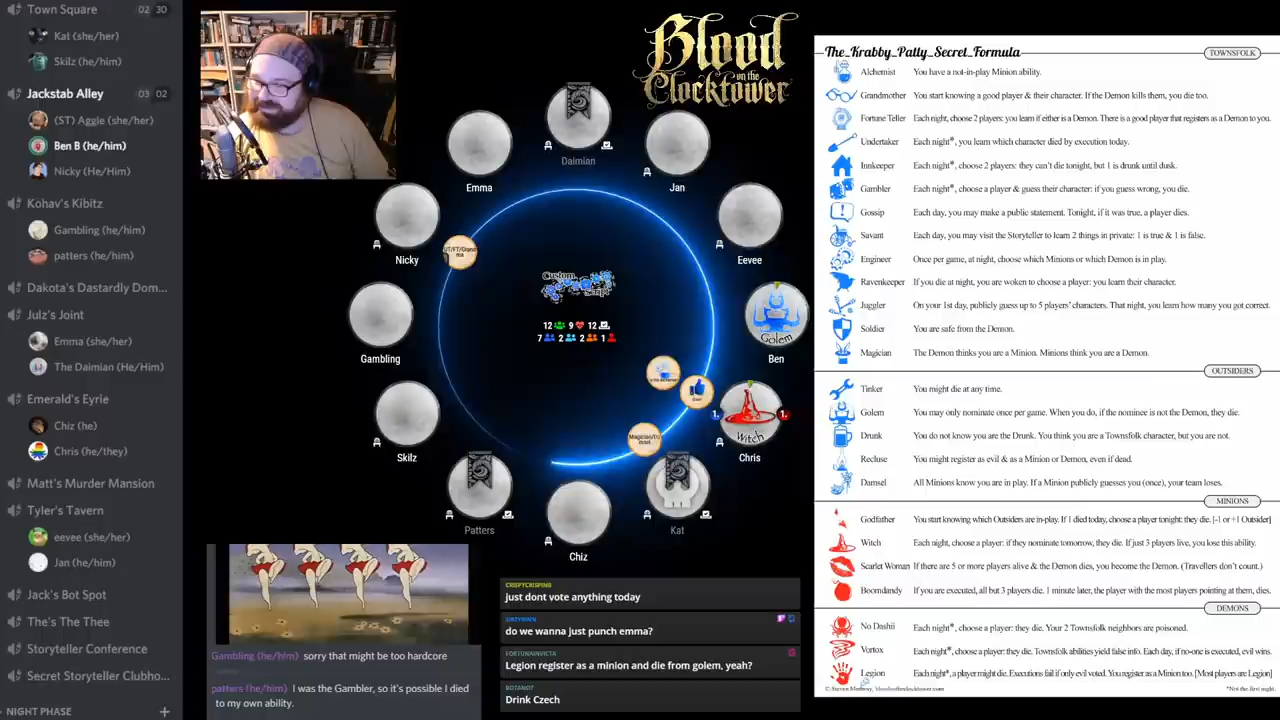 Town Square
02 30
Kat (she/her)
Skilz (he/him)
Jackstab Alley
03 02
(ST) Aggie (she/her)
Ben B (he/him)
Nicky (He/Him)
Kohav's Kibitz
Gambling (he/him)
patters (he/him)
Dakota's Dastardly Dom...
Julz's Joint
Emma (she/her)
The Daimian (He/Him)
Emerald's Eyrie
Chiz (he)
Chris (he/they)
Matt's Murder Mansion
Tyler's Tavern
eevee (she/her)
Jan (he/him)
Jack's Bot Spot
The's The Thee
Storyteller Conference
Secret Storyteller Clubho...
NIGHT PHASE
Blood
on the
Clocktower
Daimian
Emma
Jan
Nicky
Eevee
Gambling
Golem
Ben
Skilz
Witch
Chris
Patters
Kat
Chiz
Custom
Script
12 9 12
7 2 2 1
Gambling (he/him) sorry that might be too hardcore
patters (he/him) I was the Gambler, so it's possible I died
to my own ability.
CRISPYCRISPIN0
just dont vote anything today
do we wanna just punch emma?
FORTUNAINVICTA
Legion register as a minion and die from golem, yeah?
BOTANOT
Drink Czech
The_Krabby_Patty_Secret_Formula
TOWNSFOLK
Alchemist You have a not-in-play Minion ability.
Grandmother You start knowing a good player & their character. If the Demon kills them, you die too.
Fortune Teller Each night, choose 2 players: you learn if either is a Demon. There is a good player that registers as a Demon to you.
Undertaker Each night*, you learn which character died by execution today.
Innkeeper Each night*, choose 2 players: they can't die tonight, but 1 is drunk until dusk.
Gambler Each night*, choose a player & guess their character: if you guess wrong, you die.
Gossip Each day, you may make a public statement. Tonight, if it was true, a player dies.
Savant Each day, you may visit the Storyteller to learn 2 things in private: 1 is true & 1 is false.
Engineer Once per game, at night, choose which Minions or which Demon is in play.
Ravenkeeper If you die at night, you are woken to choose a player: you learn their character.
Juggler On your 1st day, publicly guess up to 5 players' characters. That night, you learn how many you got correct.
Soldier You are safe from the Demon.
Magician The Demon thinks you are a Minion. Minions think you are a Demon.
OUTSIDERS
Tinker You might die at any time.
Golem You may only nominate once per game. When you do, if the nominee is not the Demon, they die.
Drunk You do not know you are the Drunk. You think you are a Townsfolk character, but you are not.
Recluse You might register as evil & as a Minion or Demon, even if dead.
Damsel All Minions know you are in play. If a Minion publicly guesses you (once), your team loses.
MINIONS
Godfather You start knowing which Outsiders are in-play. If 1 died today, choose a player tonight: they die. [-1 or +1 Outsider]
Witch Each night, choose a player: if they nominate tomorrow, they die. If just 3 players live, you lose this ability.
Scarlet Woman If there are 5 or more players alive & the Demon dies, you become the Demon. (Travellers don't count.)
Boomdandy If you are executed, all but 3 players die. 1 minute later, the player with the most players pointing at them, dies.
DEMONS
No Dashii Each night*, choose a player: they die. Your 2 Townsfolk neighbors are poisoned.
Vortox Each night*, choose a player: they die. Townsfolk abilities yield false info. Each day, if no-one is executed, evil wins.
Legion Each night*, a player might die. Executions fail if only evil voted. You register as a Minion too. [Most players are Legion]
© Steven Medway, bloodontheclocktower.com
*Not the first night.